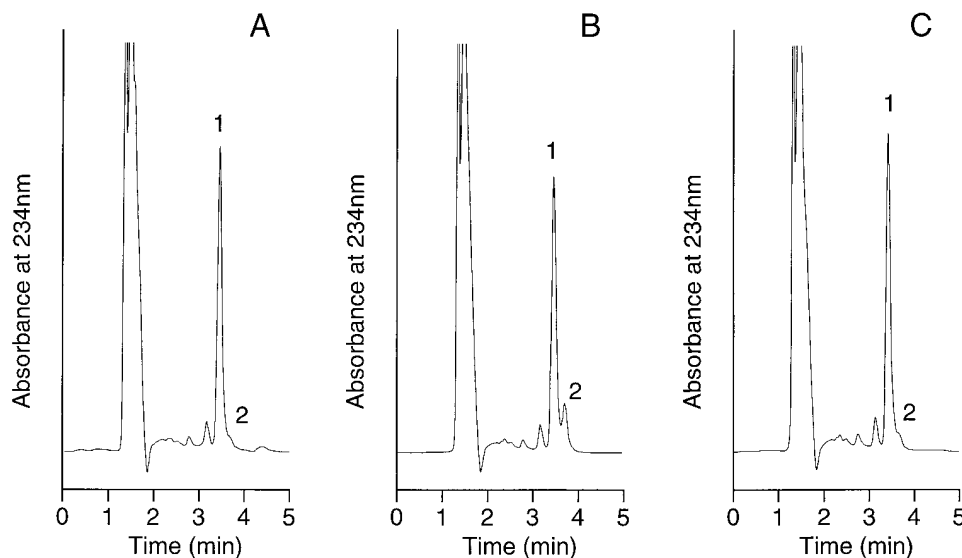 A
Absorbance at 234nm
1
2
0 1 2 3 4 5
Time (min)
B
Absorbance at 234nm
1
2
0 1 2 3 4 5
Time (min)
C
Absorbance at 234nm
1
2
0 1 2 3 4 5
Time (min)